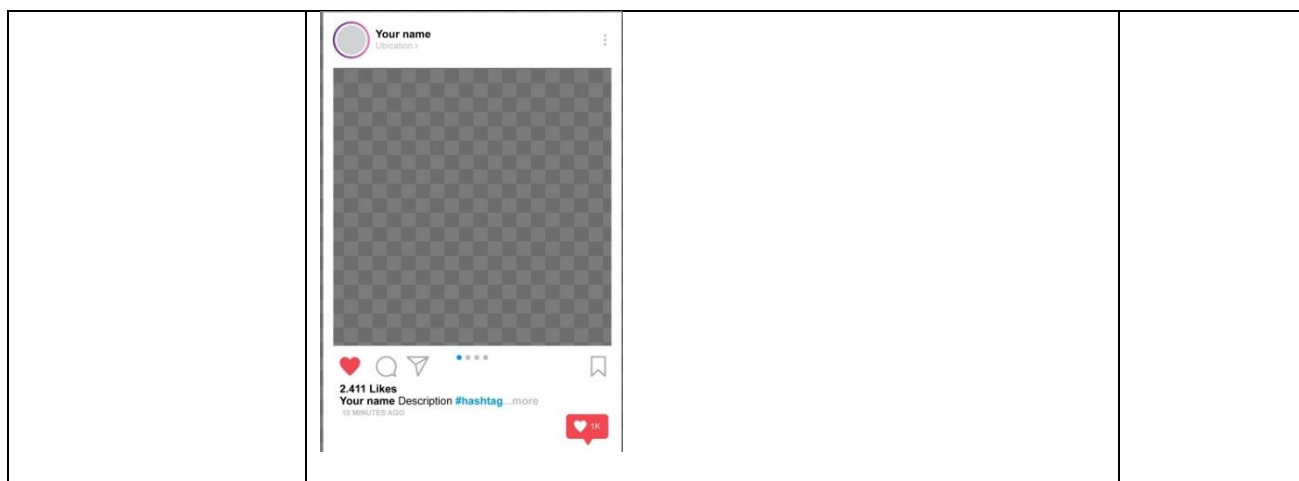 Your name
Ubication ›
2.411 Likes
Your name Description #hashtag...more
10 MINUTES AGO
1K